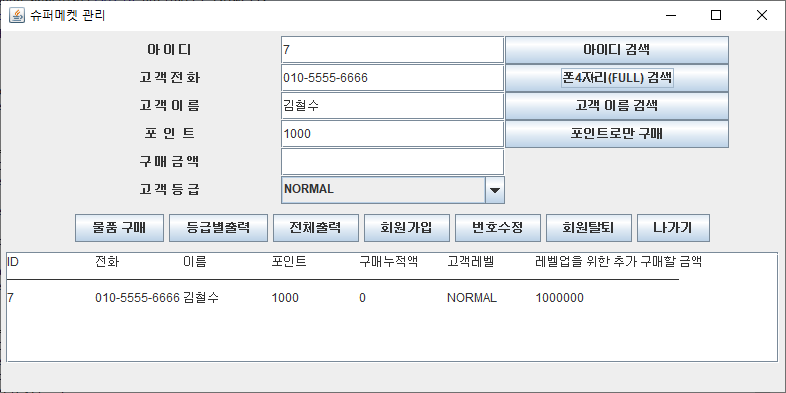 슈퍼메켓 관리
아 이 디 7 아이디 검색
고 객 전 화 010-5555-6666 폰4자리(FULL) 검색
고 객 이 름 김철수 고객 이름 검색
포 인 트 1000 포인트로만 구매
구 매 금 액
고 객 등 급 NORMAL
물품 구매 등급별출력 전체출력 회원가입 번호수정 회원탈퇴 나가기
ID 전화 이름 포인트 구매누적액 고객레벨 레벨업을 위한 추가 구매할 금액
7 010-5555-6666 김철수 1000 0 NORMAL 1000000